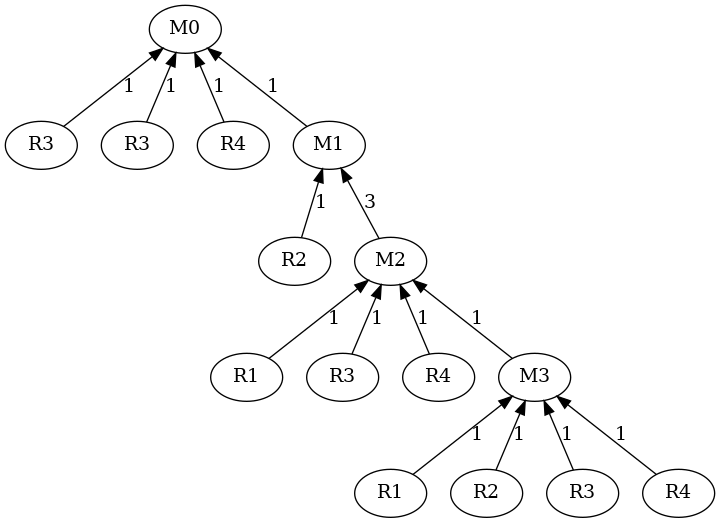 M0
1 1 1 1
R3 R3 R4 M1
1 3
R2 M2
1 1 1 1
R1 R3 R4 M3
1 1 1 1
R1 R2 R3 R4